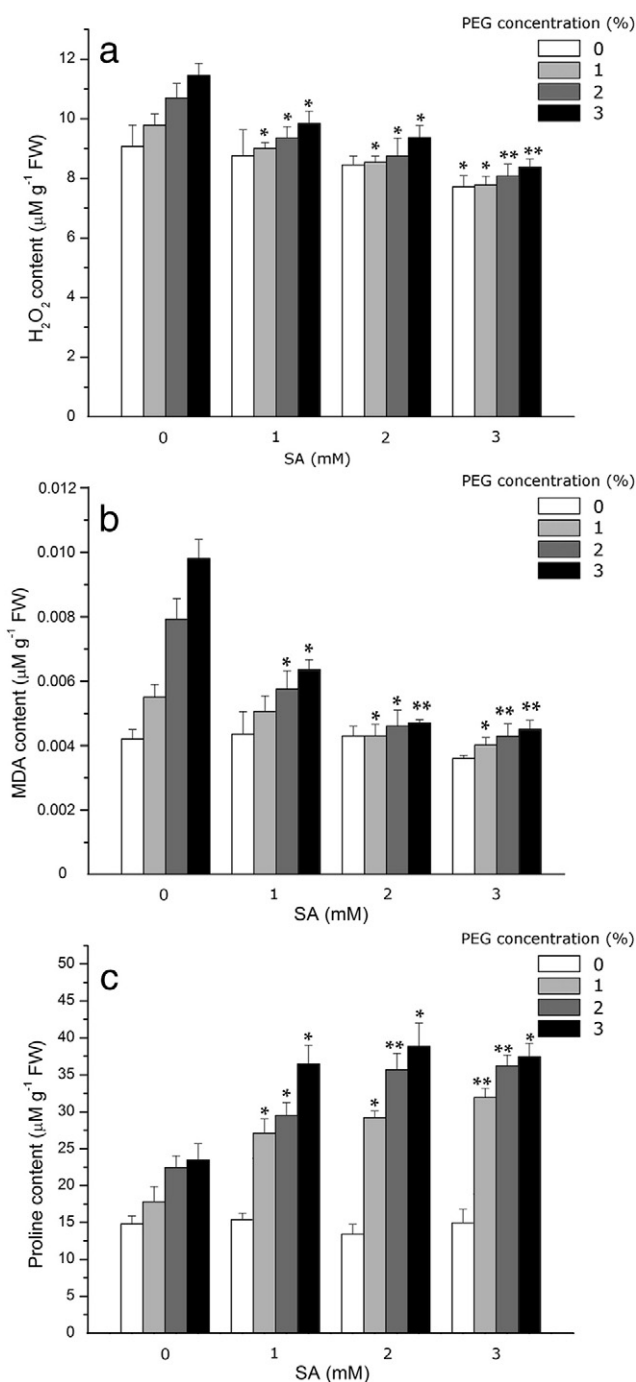 PEG concentration (%)
a
0
1
2
3
12
10
8
6
4
2
0
H₂O₂ content (μM g⁻¹ FW)
* * *
* * *
* * ** **
0 1 2 3
SA (mM)
PEG concentration (%)
b
0
1
2
3
0.012
0.010
0.008
0.006
0.004
0.002
0
MDA content (μM g⁻¹ FW)
* *
* * **
* ** **
0 1 2 3
SA (mM)
PEG concentration (%)
c
0
1
2
3
50
45
40
35
30
25
20
15
10
5
0
Proline content (μM g⁻¹ FW)
* * *
* ** *
** ** *
0 1 2 3
SA (mM)